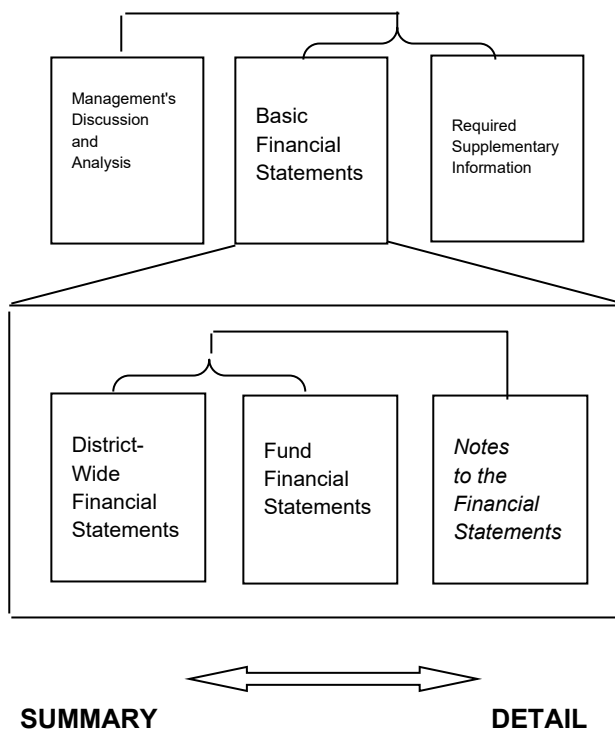 Management's
Discussion
and
Analysis
Basic
Financial
Statements
Required
Supplementary
Information
District-
Wide
Financial
Statements
Fund
Financial
Statements
Notes
to the
Financial
Statements
SUMMARY
DETAIL